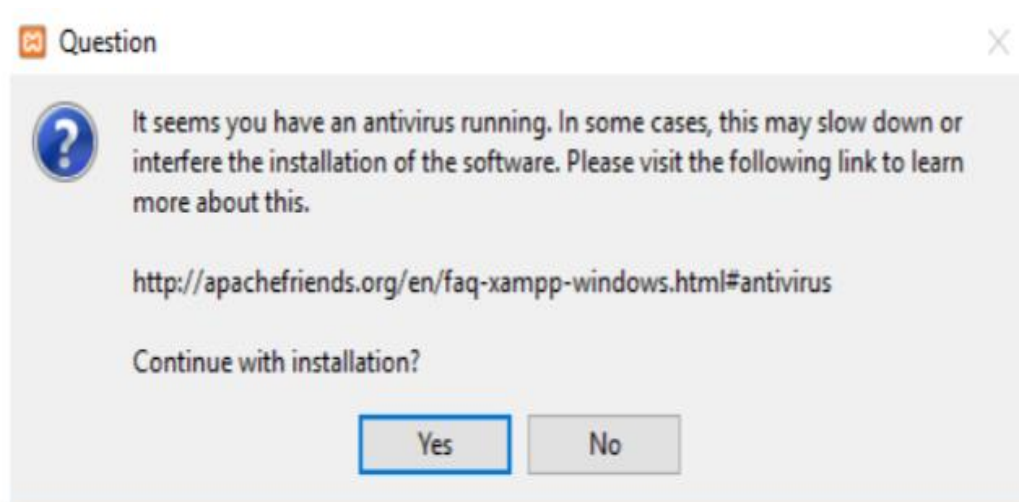 Question
It seems you have an antivirus running. In some cases, this may slow down or
interfere the installation of the software. Please visit the following link to learn
more about this.
http://apachefriends.org/en/faq-xampp-windows.html#antivirus
Continue with installation?
Yes No